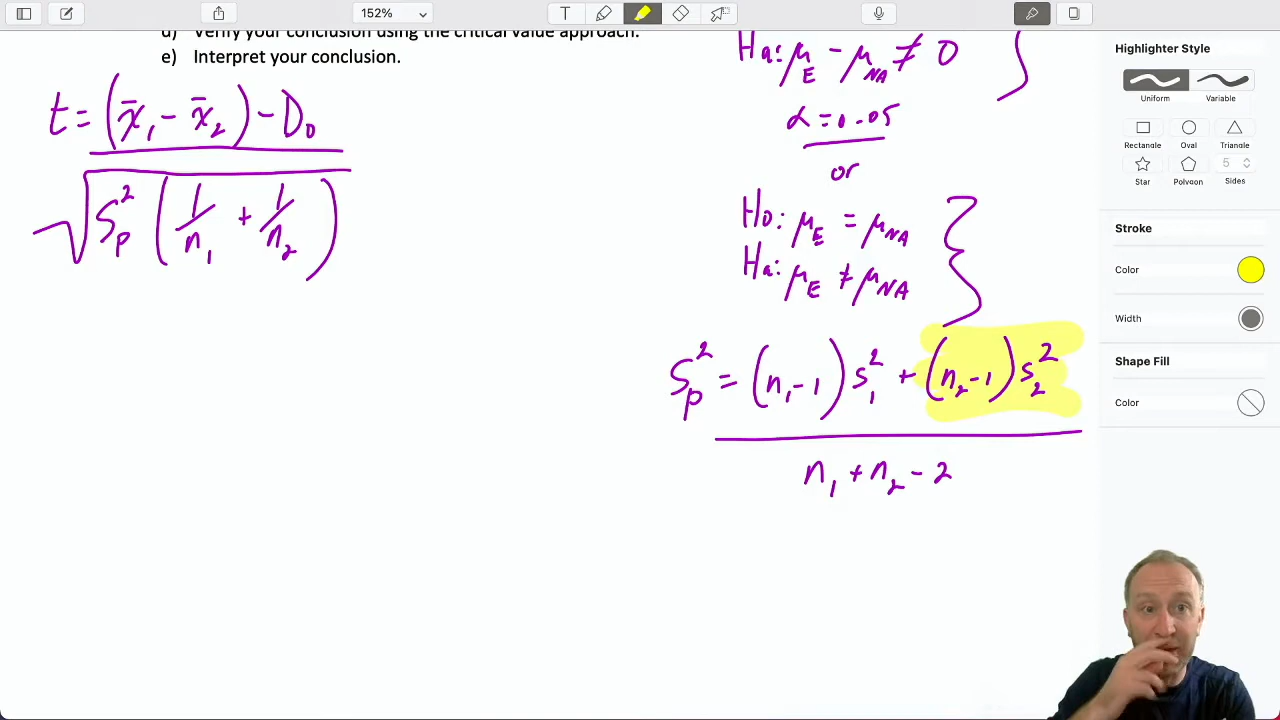 152%
d) Verify your conclusion using the critical value approach.
e) Interpret your conclusion.
t = (x̄₁ − x̄₂) − D₀
√ Sp² (1/n₁ + 1/n₂)
Ha: μE − μNA ≠ 0
α = 0.05
or
Ho: μE = μNA
Ha: μE ≠ μNA
Sp² = (n₁−1) s₁² + (n₂−1) s₂²
n₁ + n₂ − 2
Highlighter Style
Uniform Variable
Rectangle Oval Triangle
5
Star Polygon Sides
Stroke
Color
Width
Shape Fill
Color